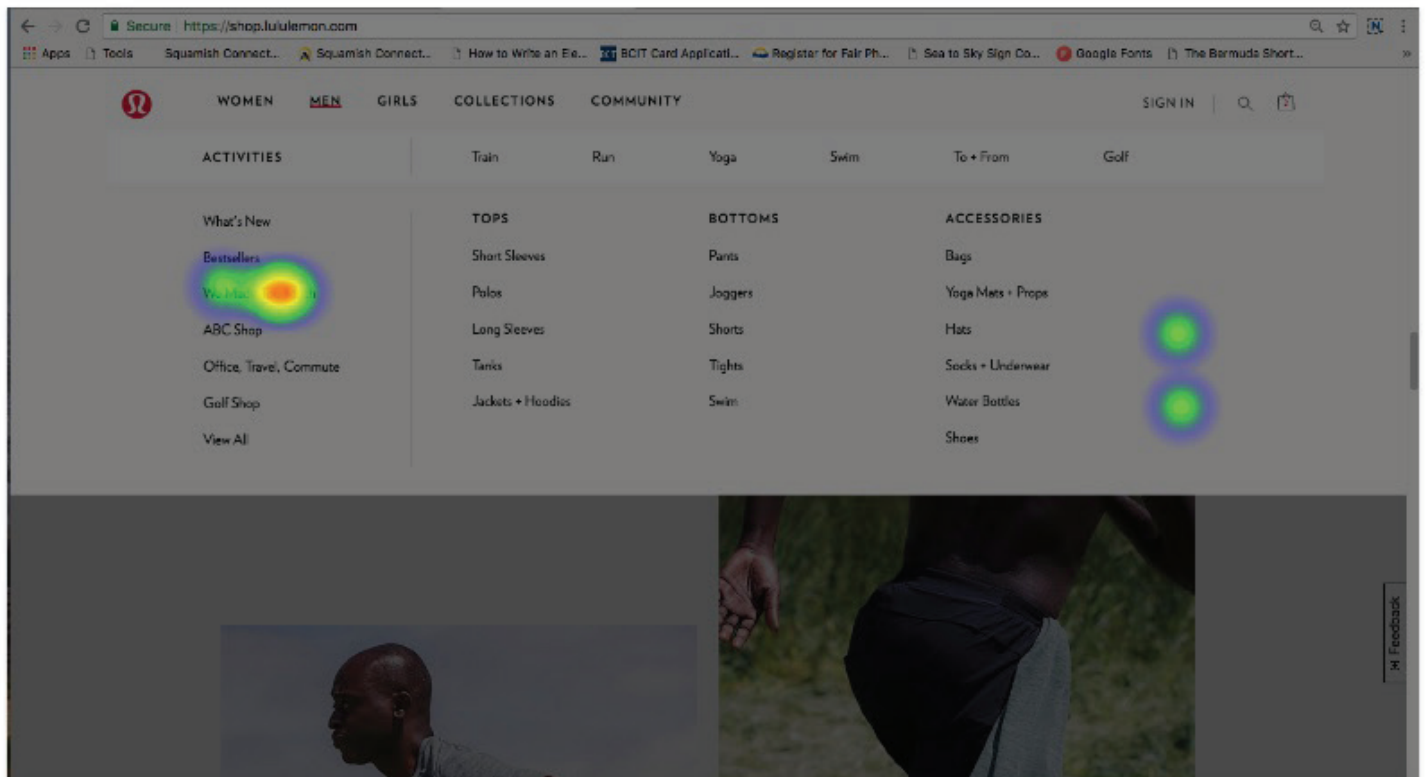 Secure https://shop.lululemon.com
Apps Tools Squamish Connect... Squamish Connect... How to Write an Ele... BCIT Card Applicati... Register for Fair Ph... Sea to Sky Sign Co... Google Fonts The Bermuda Short...
WOMEN MEN GIRLS COLLECTIONS COMMUNITY SIGN IN
ACTIVITIES Train Run Yoga Swim To + From Golf
What's New
Bestsellers
We
ABC Shop
Office, Travel, Commute
Golf Shop
View All
TOPS
Short Sleeves
Polos
Long Sleeves
Tanks
Jackets + Hoodies
BOTTOMS
Pants
Joggers
Shorts
Tights
Swim
ACCESSORIES
Bags
Yoga Mats + Props
Hats
Socks + Underwear
Water Bottles
Shoes
Feedback